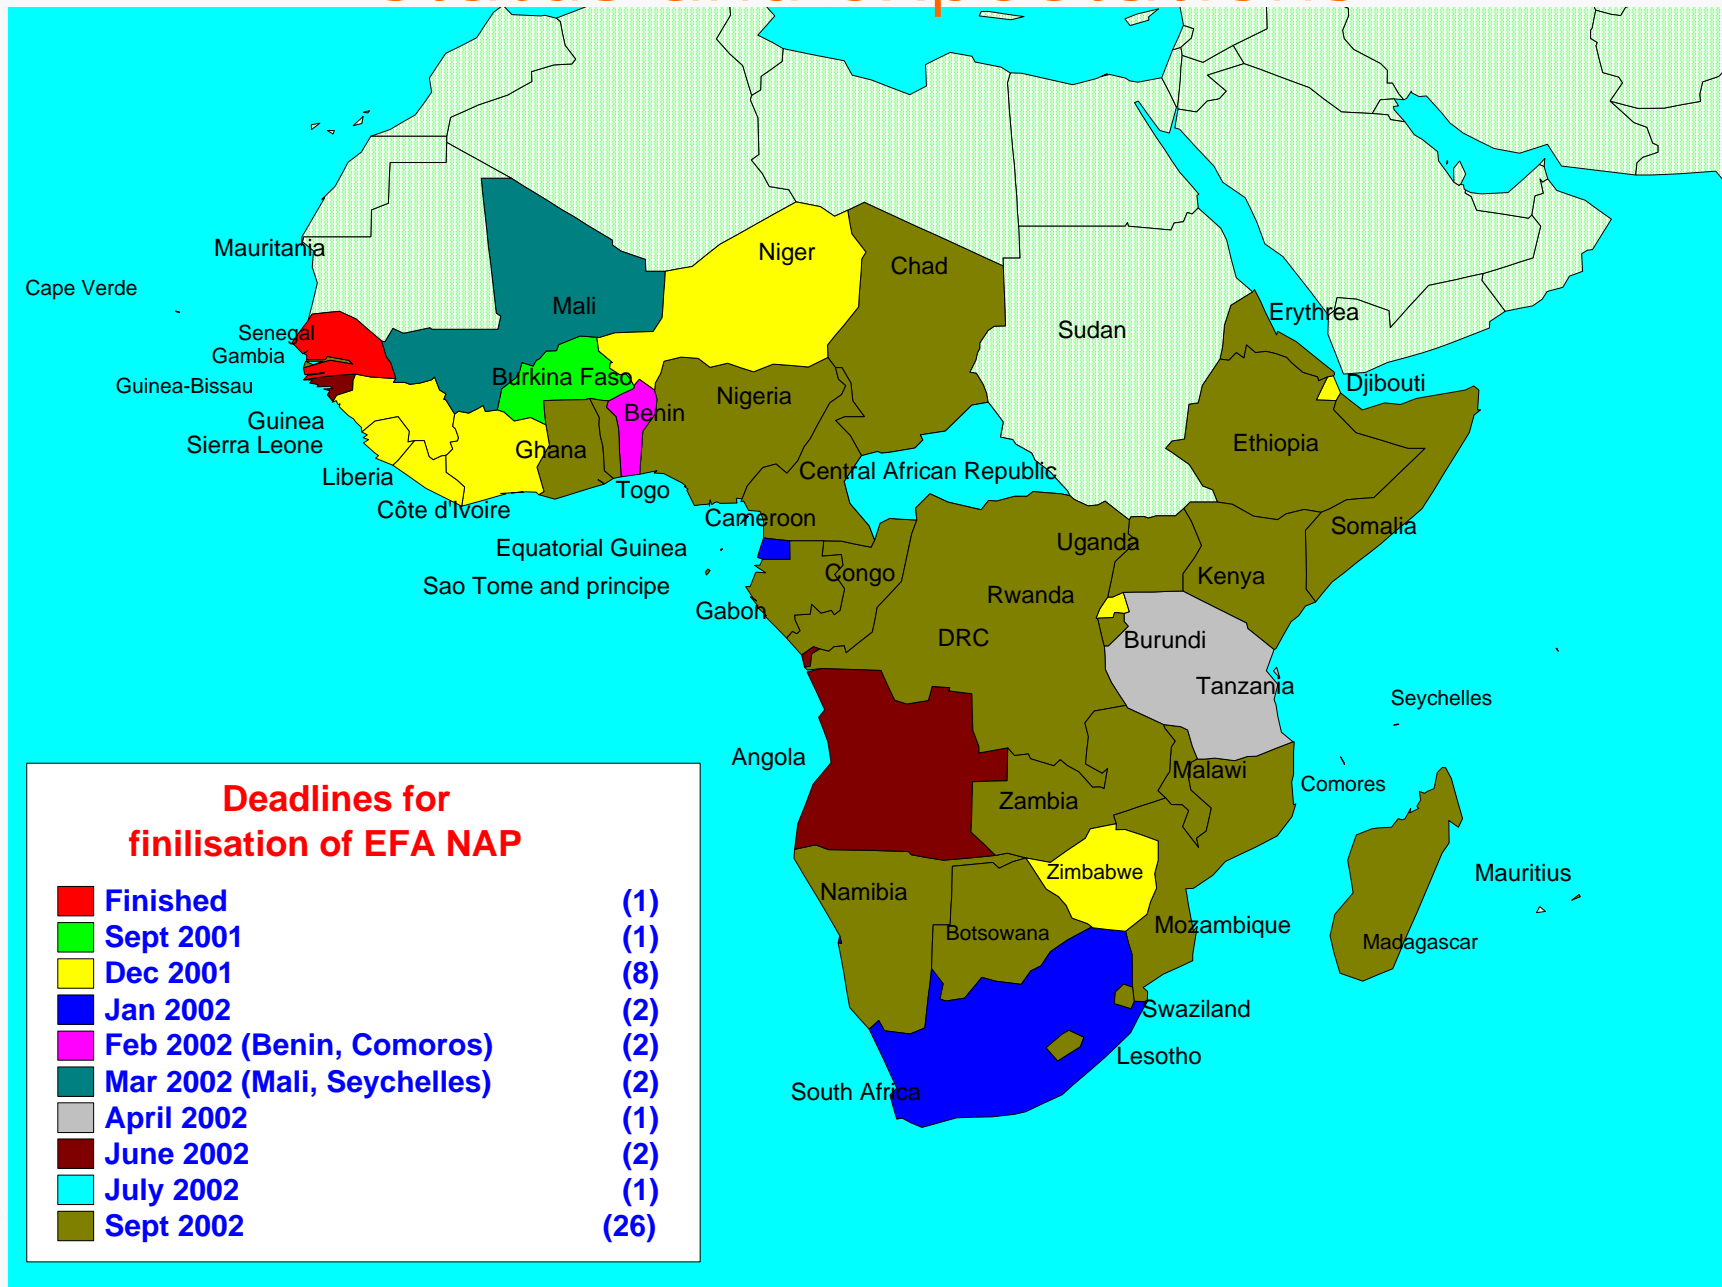 Mauritania
Niger
Chad
Cape Verde
Mali
Erythrea
Sudan
Senegal
Gambia
Guinea-Bissau
Burkina Faso
Djibouti
Nigeria
Benin
Guinea
Sierra Leone
Ghana
Ethiopia
Liberia
Central African Republic
Togo
Côte d'Ivoire
Cameroon
Somalia
Equatorial Guinea
Uganda
Sao Tome and principe
Congo
Kenya
Gabon
Rwanda
DRC
Burundi
Tanzania
Seychelles
Angola
Malawi
Comores
Zambia
Zimbabwe
Mauritius
Namibia
Botsowana
Mozambique
Madagascar
Swaziland
Lesotho
South Africa
Deadlines for
finilisation of EFA NAP
Finished (1)
Sept 2001 (1)
Dec 2001 (8)
Jan 2002 (2)
Feb 2002 (Benin, Comoros) (2)
Mar 2002 (Mali, Seychelles) (2)
April 2002 (1)
June 2002 (2)
July 2002 (1)
Sept 2002 (26)